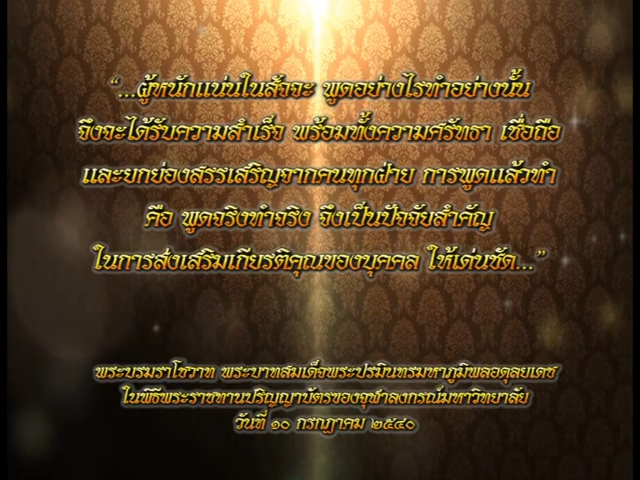 “...ผู้หนักแน่นในสัจจะ พูดอย่างไรทำอย่างนั้น
จึงจะได้รับความสำเร็จ พร้อมทั้งความศรัทธา เชื่อถือ
และยกย่องสรรเสริญจากคนทุกฝ่าย การพูดแล้วทำ
คือ พูดจริงทำจริง จึงเป็นปัจจัยสำคัญ
ในการส่งเสริมเกียรติคุณของบุคคล ให้เด่นชัด...”
พระบรมราโชวาท พระบาทสมเด็จพระปรมินทรมหาภูมิพลอดุลยเดช
ในพิธีพระราชทานปริญญาบัตรของจุฬาลงกรณ์มหาวิทยาลัย
วันที่ ๑๐ กรกฎาคม ๒๕๔๐